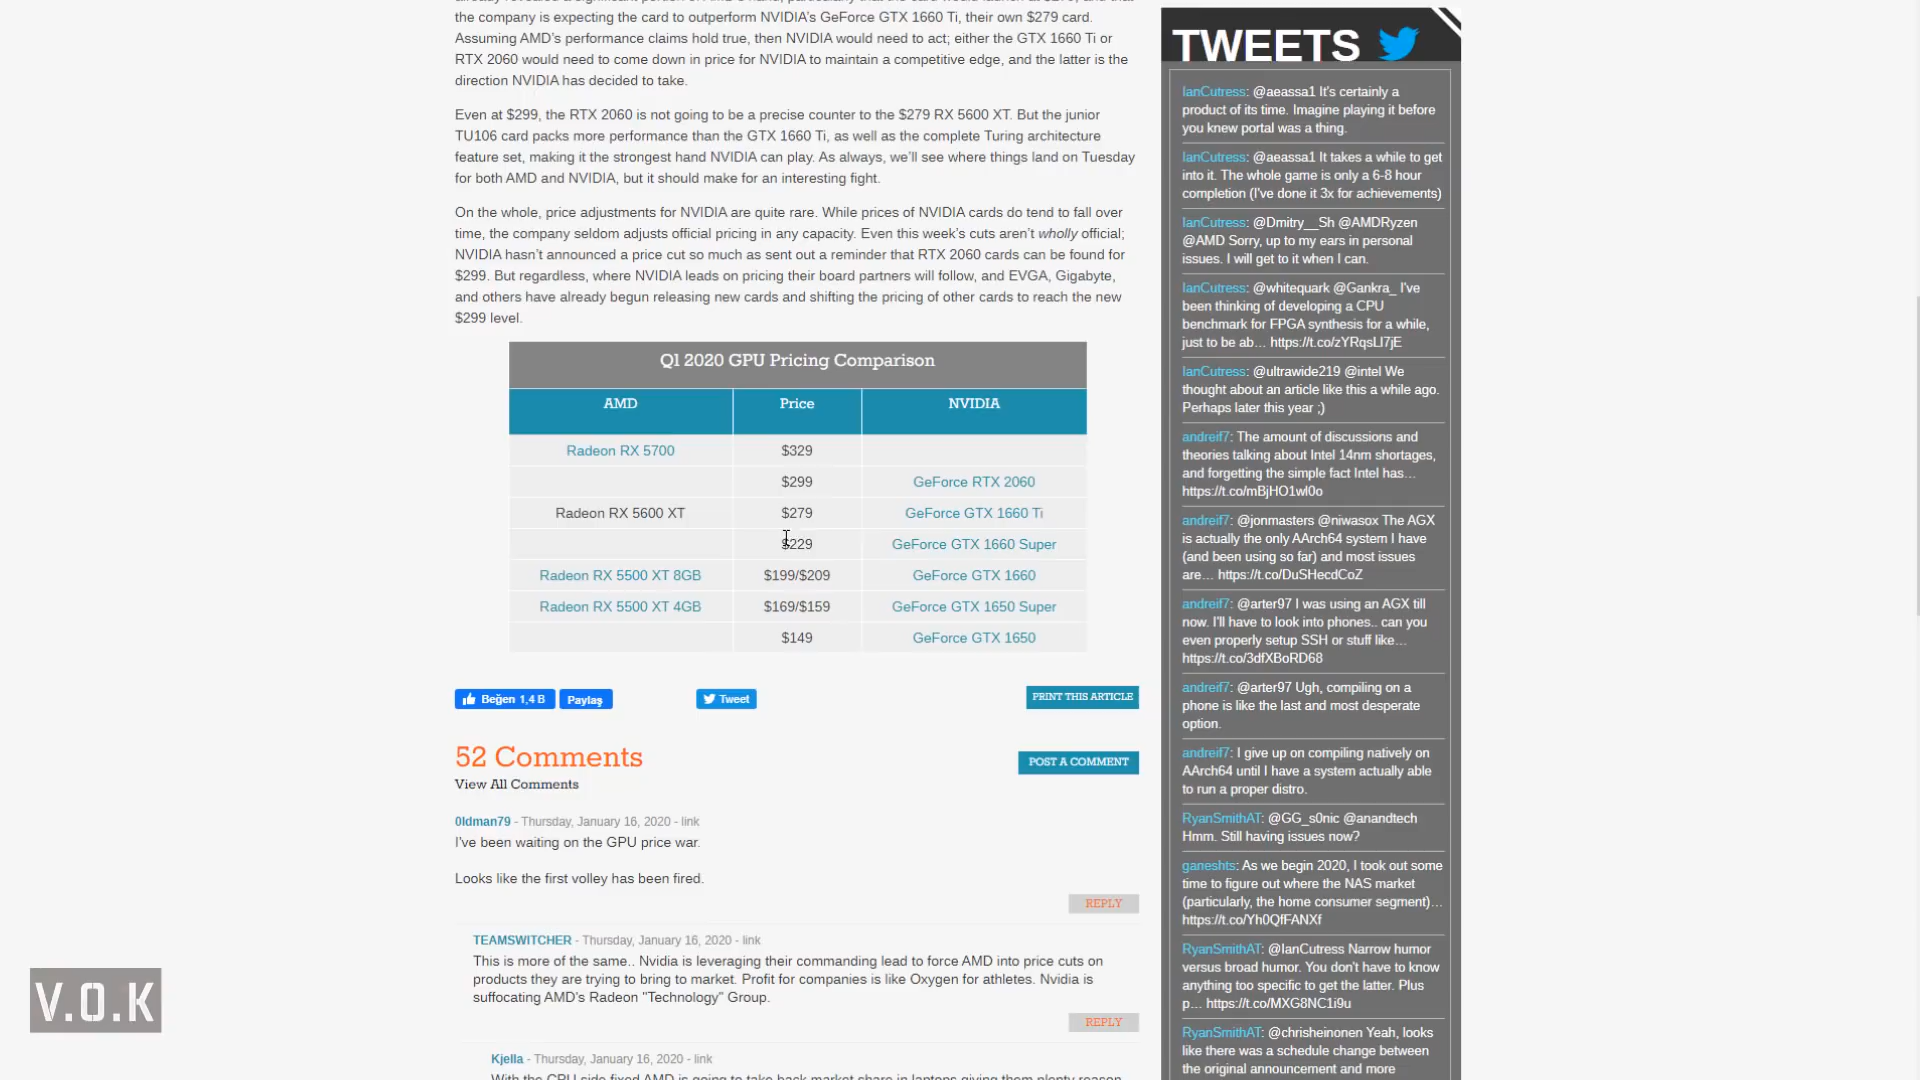 the company is expecting the card to outperform NVIDIA's GeForce GTX 1660 Ti, their own $279 card.
Assuming AMD's performance claims hold true, then NVIDIA would need to act; either the GTX 1660 Ti or
RTX 2060 would need to come down in price for NVIDIA to maintain a competitive edge, and the latter is the
direction NVIDIA has decided to take.
Even at $299, the RTX 2060 is not going to be a precise counter to the $279 RX 5600 XT. But the junior
TU106 card packs more performance than the GTX 1660 Ti, as well as the complete Turing architecture
feature set, making it the strongest hand NVIDIA can play. As always, we'll see where things land on Tuesday
for both AMD and NVIDIA, but it should make for an interesting fight.
On the whole, price adjustments for NVIDIA are quite rare. While prices of NVIDIA cards do tend to fall over
time, the company seldom adjusts official pricing in any capacity. Even this week's cuts aren't wholly official;
NVIDIA hasn't announced a price cut so much as sent out a reminder that RTX 2060 cards can be found for
$299. But regardless, where NVIDIA leads on pricing their board partners will follow, and EVGA, Gigabyte,
and others have already begun releasing new cards and shifting the pricing of other cards to reach the new
$299 level.
Q1 2020 GPU Pricing Comparison
AMD Price NVIDIA
Radeon RX 5700 $329
$299 GeForce RTX 2060
Radeon RX 5600 XT $279 GeForce GTX 1660 Ti
$229 GeForce GTX 1660 Super
Radeon RX 5500 XT 8GB $199/$209 GeForce GTX 1660
Radeon RX 5500 XT 4GB $169/$159 GeForce GTX 1650 Super
$149 GeForce GTX 1650
Beğen 1,4 B Paylaş Tweet PRINT THIS ARTICLE
52 Comments
POST A COMMENT
View All Comments
0ldman79 - Thursday, January 16, 2020 - link
I've been waiting on the GPU price war.
Looks like the first volley has been fired.
REPLY
TEAMSWITCHER - Thursday, January 16, 2020 - link
This is more of the same.. Nvidia is leveraging their commanding lead to force AMD into price cuts on
products they are trying to bring to market. Profit for companies is like Oxygen for athletes. Nvidia is
suffocating AMD's Radeon "Technology" Group.
REPLY
Kjella - Thursday, January 16, 2020 - link
V.O.K
TWEETS
IanCutress: @aeassa1 It's certainly a
product of its time. Imagine playing it before
you knew portal was a thing.
IanCutress: @aeassa1 It takes a while to get
into it. The whole game is only a 6-8 hour
completion (I've done it 3x for achievements)
IanCutress: @Dmitry__Sh @AMDRyzen
@AMD Sorry, up to my ears in personal
issues. I will get to it when I can.
IanCutress: @whitequark @Gankra_ I've
been thinking of developing a CPU
benchmark for FPGA synthesis for a while,
just to be ab… https://t.co/zYRqsLI7jE
IanCutress: @ultrawide219 @intel We
thought about an article like this a while ago.
Perhaps later this year ;)
andreif7: The amount of discussions and
theories talking about Intel 14nm shortages,
and forgetting the simple fact Intel has…
https://t.co/mBjHO1wl0o
andreif7: @jonmasters @niwasox The AGX
is actually the only AArch64 system I have
(and been using so far) and most issues
are… https://t.co/DuSHecdCoZ
andreif7: @arter97 I was using an AGX till
now. I'll have to look into phones.. can you
even properly setup SSH or stuff like…
https://t.co/3dfXBoRD68
andreif7: @arter97 Ugh, compiling on a
phone is like the last and most desperate
option.
andreif7: I give up on compiling natively on
AArch64 until I have a system actually able
to run a proper distro.
RyanSmithAT: @GG_s0nic @anandtech
Hmm. Still having issues now?
ganeshts: As we begin 2020, I took out some
time to figure out where the NAS market
(particularly, the home consumer segment)…
https://t.co/Yh0QfFANXf
RyanSmithAT: @IanCutress Narrow humor
versus broad humor. You don't have to know
anything too specific to get the latter. Plus
p… https://t.co/MXG8NC1i9u
RyanSmithAT: @chrisheinonen Yeah, looks
like there was a schedule change between
the original announcement and more